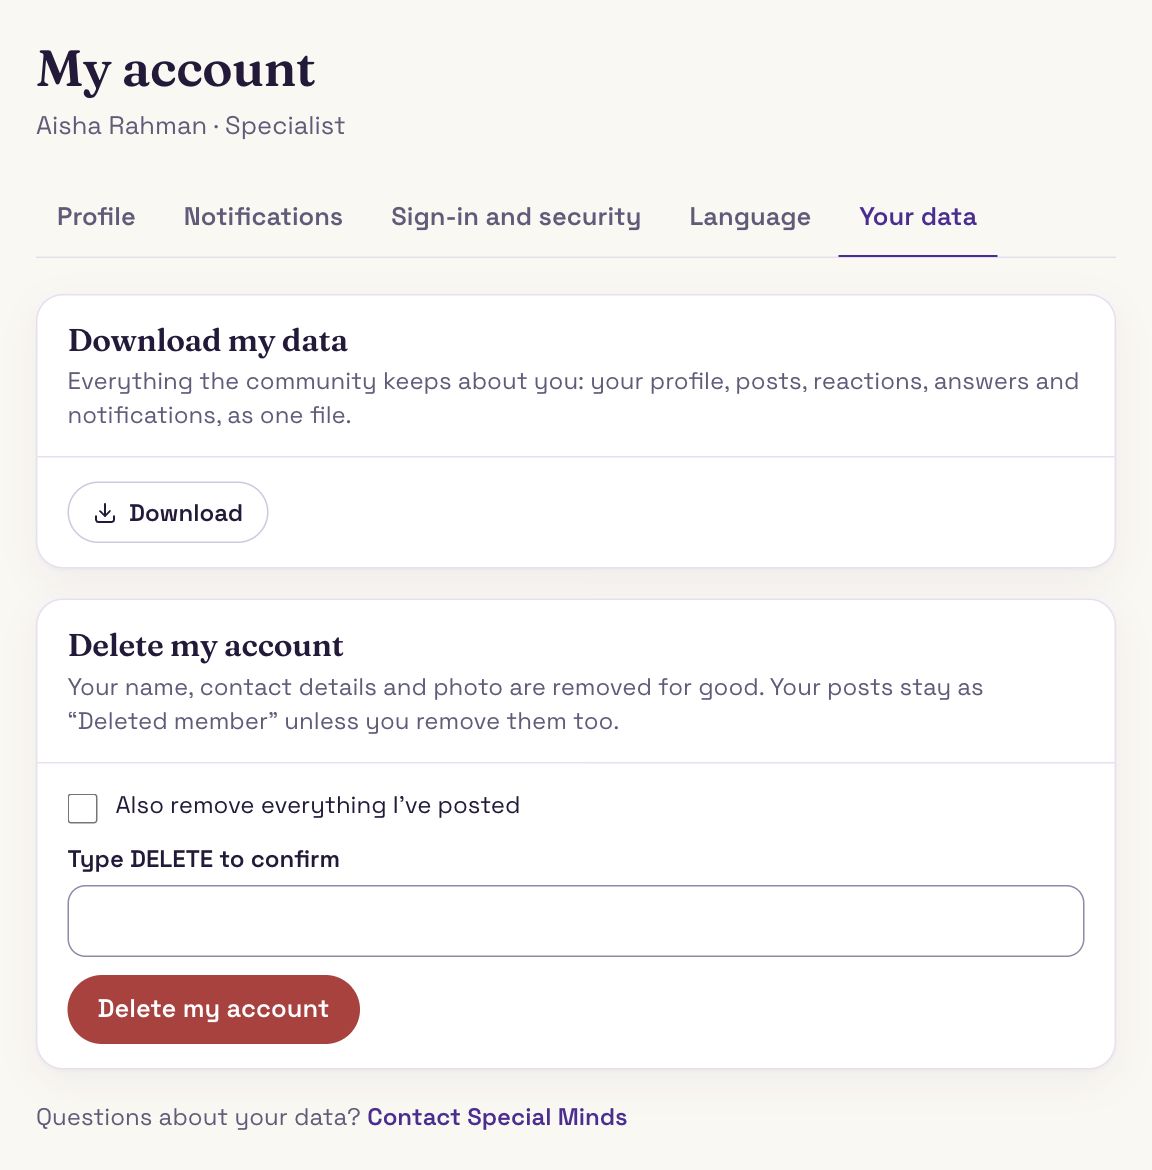 My account
Aisha Rahman · Specialist
Profile Notifications Sign-in and security Language Your data
Download my data
Everything the community keeps about you: your profile, posts, reactions, answers and
notifications, as one file.
Download
Delete my account
Your name, contact details and photo are removed for good. Your posts stay as
“Deleted member” unless you remove them too.
Also remove everything I’ve posted
Type DELETE to confirm
Delete my account
Questions about your data? Contact Special Minds